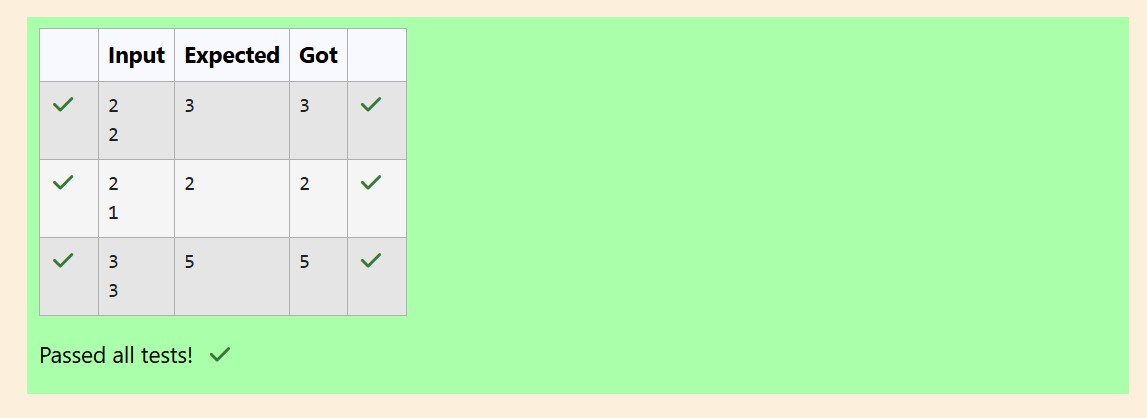 Input Expected Got
2 3 3
2
2 2 2
1
3 5 5
3
Passed all tests!